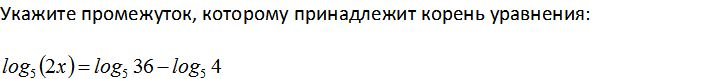 Укажите промежуток, которому принадлежит корень уравнения:
log₅(2x) = log₅ 36 − log₅ 4